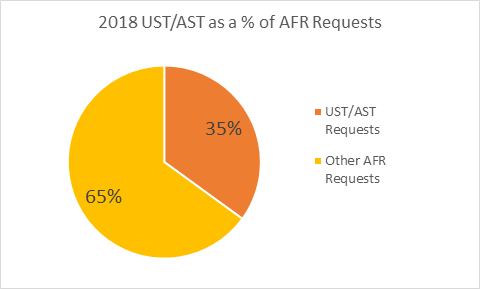 2018 UST/AST as a % of AFR Requests
35%
65%
UST/AST
Requests
Other AFR
Requests